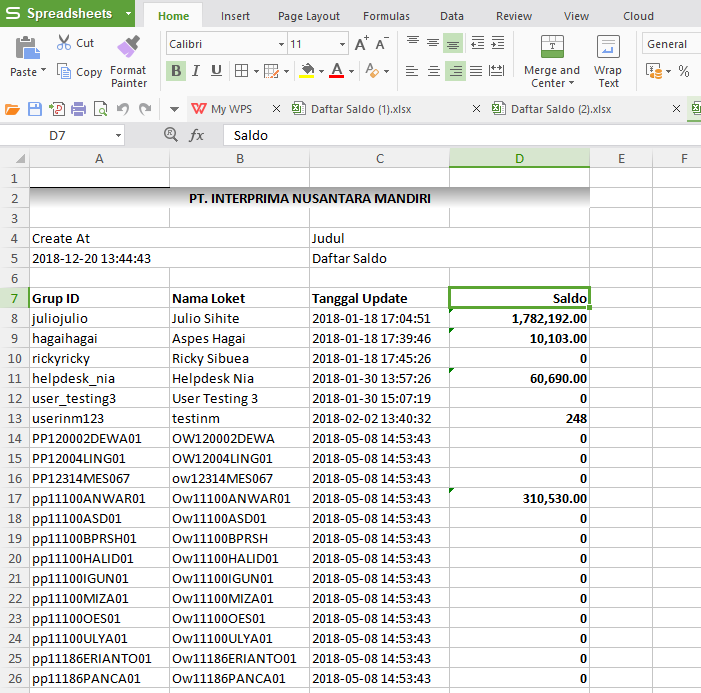 S Spreadsheets
Home Insert Page Layout Formulas Data Review View Cloud
Paste Cut Copy Format Painter
Calibri 11 A+ A-
B I U A
Merge and Center Wrap Text
General
%
W My WPS Daftar Saldo (1).xlsx Daftar Saldo (2).xlsx
D7 fx Saldo
A B C D E F
1
2 PT. INTERPRIMA NUSANTARA MANDIRI
3
4 Create At Judul
5 2018-12-20 13:44:43 Daftar Saldo
6
7 Grup ID Nama Loket Tanggal Update Saldo
8 juliojulio Julio Sihite 2018-01-18 17:04:51 1,782,192.00
9 hagaihagai Aspes Hagai 2018-01-18 17:39:46 10,103.00
10 rickyricky Ricky Sibuea 2018-01-18 17:45:26 0
11 helpdesk_nia Helpdesk Nia 2018-01-30 13:57:26 60,690.00
12 user_testing3 User Testing 3 2018-01-30 15:07:19 0
13 userinm123 testinm 2018-02-02 13:40:32 248
14 PP120002DEWA01 OW120002DEWA 2018-05-08 14:53:43 0
15 PP12004LING01 OW12004LING01 2018-05-08 14:53:43 0
16 PP12314MES067 ow12314MES067 2018-05-08 14:53:43 0
17 pp11100ANWAR01 Ow11100ANWAR01 2018-05-08 14:53:43 310,530.00
18 pp11100ASD01 Ow11100ASD01 2018-05-08 14:53:43 0
19 pp11100BPRSH01 Ow11100BPRSH 2018-05-08 14:53:43 0
20 pp11100HALID01 Ow11100HALID01 2018-05-08 14:53:43 0
21 pp11100IGUN01 Ow11100IGUN01 2018-05-08 14:53:43 0
22 pp11100MIZA01 Ow11100MIZA01 2018-05-08 14:53:43 0
23 pp11100OES01 Ow11100OES01 2018-05-08 14:53:43 0
24 pp11100ULYA01 Ow11100ULYA01 2018-05-08 14:53:43 0
25 pp11186ERIANTO01 Ow11186ERIANTO01 2018-05-08 14:53:43 0
26 pp11186PANCA01 Ow11186PANCA01 2018-05-08 14:53:43 0